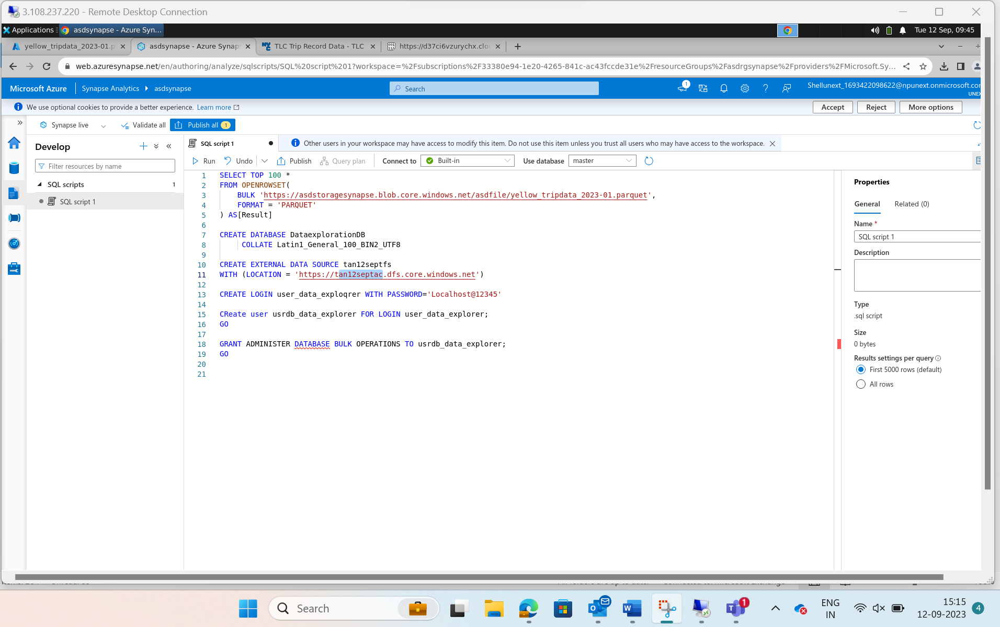 3.108.237.220 - Remote Desktop Connection
Applications
asdsynapse - Azure Syn...
Tue 12 Sep, 09:45
yellow_tripdata_2023-01.p
asdsynapse - Azure Synaps
TLC Trip Record Data - TLC
https://d37ci6vzurychx.clou
web.azuresynapse.net/en/authoring/analyze/sqlscripts/SQL%20script%201?workspace=%2Fsubscriptions%2F33380e94-1e20-4265-841c-ac43fccde31e%2FresourceGroups%2Fasdrgsynapse%2Fproviders%2FMicrosoft.Sy...
Microsoft Azure
Synapse Analytics
asdsynapse
Search
1
Shellunext_1693422098622@npunext.onmicrosoft.com
UNEX
We use optional cookies to provide a better experience. Learn more
Accept
Reject
More options
Synapse live
Validate all
Publish all 1
Develop
Filter resources by name
SQL scripts 1
SQL script 1
SQL script 1
Other users in your workspace may have access to modify this item. Do not use this item unless you trust all users who may have access to the workspace.
Run
Undo
Publish
Query plan
Connect to
Built-in
Use database
master
1 SELECT TOP 100 *
2 FROM OPENROWSET(
3 BULK 'https://asdstoragesynapse.blob.core.windows.net/asdfile/yellow_tripdata_2023-01.parquet',
4 FORMAT = 'PARQUET'
5 ) AS[Result]
6
7 CREATE DATABASE DataexplorationDB
8 COLLATE Latin1_General_100_BIN2_UTF8
9
10 CREATE EXTERNAL DATA SOURCE tan12septfs
11 WITH (LOCATION = 'https://tan12septac.dfs.core.windows.net')
12
13 CREATE LOGIN user_data_exploqrer WITH PASSWORD='Localhost@12345'
14
15 CReate user usrdb_data_explorer FOR LOGIN user_data_explorer;
16 GO
17
18 GRANT ADMINISTER DATABASE BULK OPERATIONS TO usrdb_data_explorer;
19 GO
20
21
Properties
General
Related (0)
Name *
SQL script 1
Description
Type
.sql script
Size
0 bytes
Results settings per query
First 5000 rows (default)
All rows
Search
1
ENG
IN
15:15
12-09-2023
4